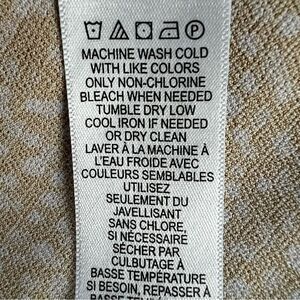 MACHINE WASH COLD
WITH LIKE COLORS
ONLY NON-CHLORINE
BLEACH WHEN NEEDED
TUMBLE DRY LOW
COOL IRON IF NEEDED
OR DRY CLEAN
LAVER À LA MACHINE À
L'EAU FROIDE AVEC
COULEURS SEMBLABLES
UTILISEZ
SEULEMENT DU
JAVELLISANT
SANS CHLORE,
SI NÉCESSAIRE
SÉCHER PAR
CULBUTAGE À
BASSE TEMPÉRATURE
SI BESOIN, REPASSER À
BASSE TEMPÉRATURE